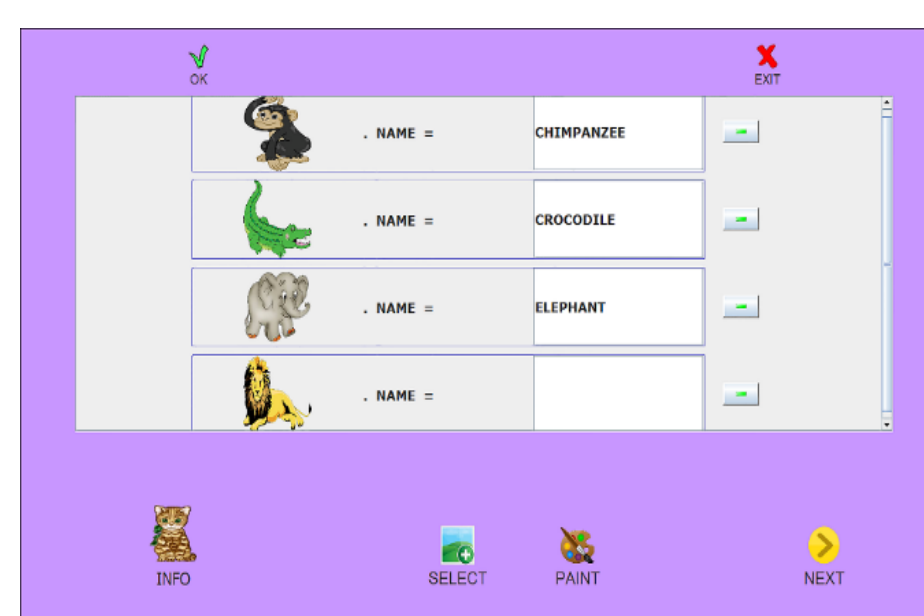 OK
EXIT
. NAME = CHIMPANZEE
. NAME = CROCODILE
. NAME = ELEPHANT
. NAME =
INFO
SELECT
PAINT
NEXT